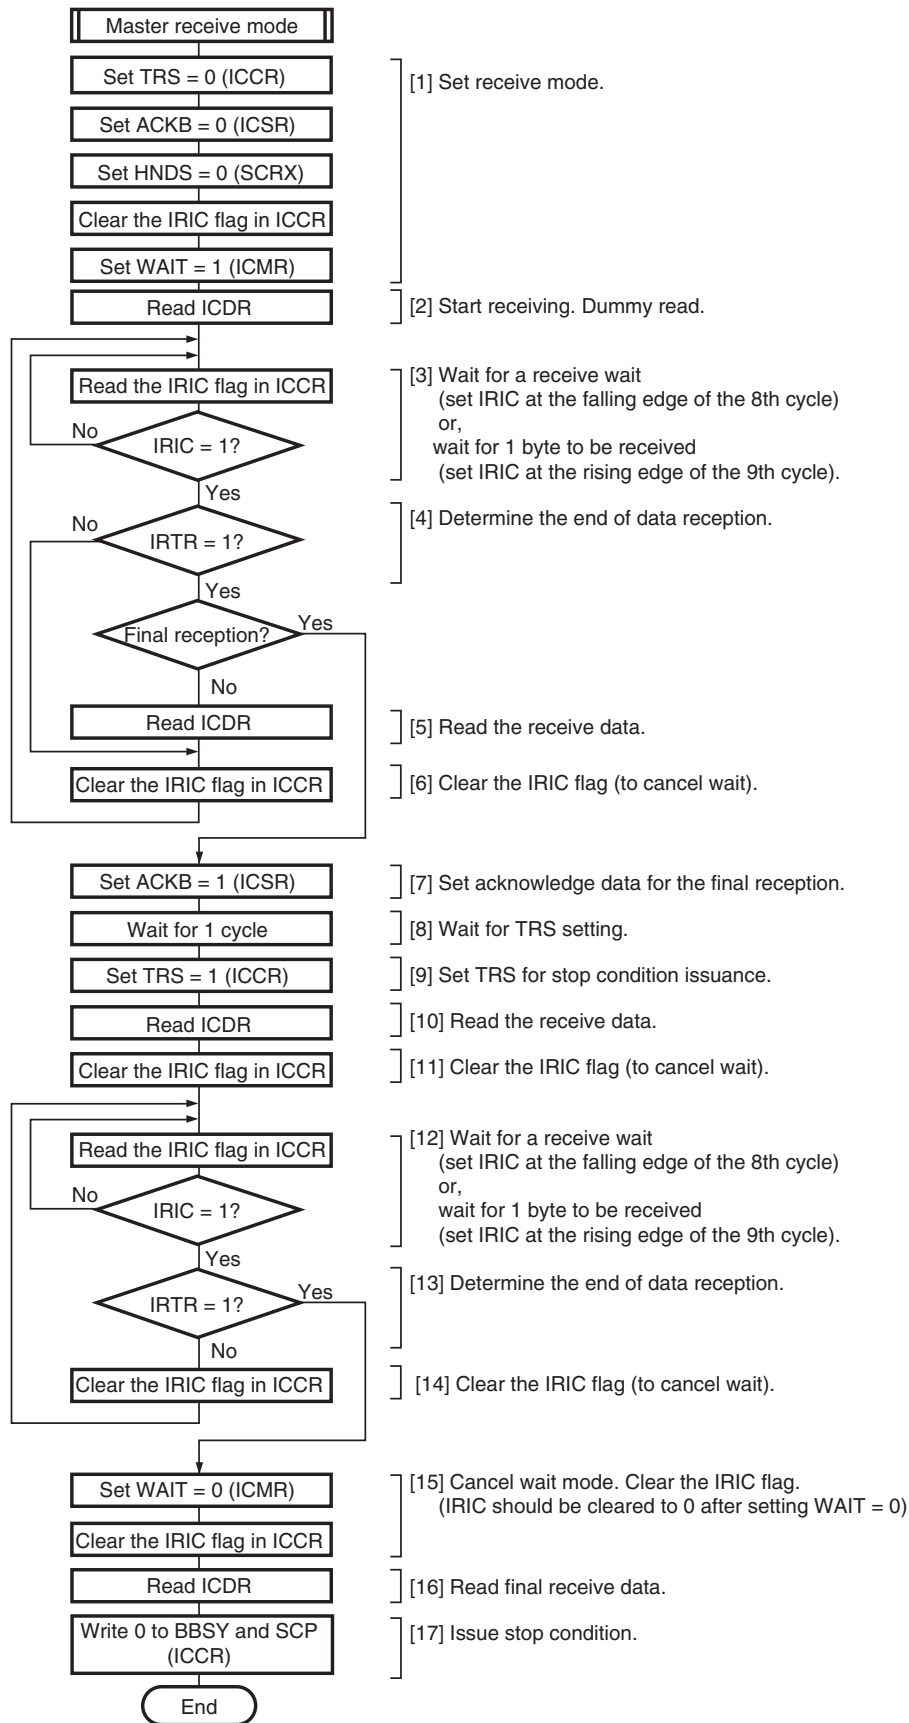 Master receive mode
Set TRS = 0 (ICCR)
[1] Set receive mode.
Set ACKB = 0 (ICSR)
Set HNDS = 0 (SCRX)
Clear the IRIC flag in ICCR
Set WAIT = 1 (ICMR)
Read ICDR
[2] Start receiving. Dummy read.
Read the IRIC flag in ICCR
[3] Wait for a receive wait
(set IRIC at the falling edge of the 8th cycle)
or,
wait for 1 byte to be received
(set IRIC at the rising edge of the 9th cycle).
No
IRIC = 1?
Yes
No
IRTR = 1?
[4] Determine the end of data reception.
Yes
Final reception?
Yes
No
Read ICDR
[5] Read the receive data.
Clear the IRIC flag in ICCR
[6] Clear the IRIC flag (to cancel wait).
Set ACKB = 1 (ICSR)
[7] Set acknowledge data for the final reception.
Wait for 1 cycle
[8] Wait for TRS setting.
Set TRS = 1 (ICCR)
[9] Set TRS for stop condition issuance.
Read ICDR
[10] Read the receive data.
Clear the IRIC flag in ICCR
[11] Clear the IRIC flag (to cancel wait).
Read the IRIC flag in ICCR
[12] Wait for a receive wait
(set IRIC at the falling edge of the 8th cycle)
or,
wait for 1 byte to be received
(set IRIC at the rising edge of the 9th cycle).
No
IRIC = 1?
Yes
IRTR = 1?
Yes
[13] Determine the end of data reception.
No
Clear the IRIC flag in ICCR
[14] Clear the IRIC flag (to cancel wait).
Set WAIT = 0 (ICMR)
[15] Cancel wait mode. Clear the IRIC flag.
(IRIC should be cleared to 0 after setting WAIT = 0)
Clear the IRIC flag in ICCR
Read ICDR
[16] Read final receive data.
Write 0 to BBSY and SCP
(ICCR)
[17] Issue stop condition.
End